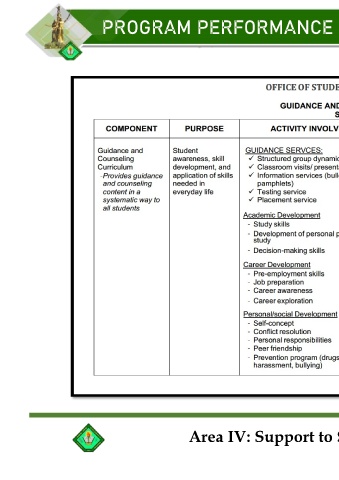 PROGRAM PERFORMANCE
OFFICE OF STUDE
GUIDANCE AND
S
COMPONENT
PURPOSE
ACTIVITY INVOLV
Guidance and
Counseling
Curriculum
-Provides guidance
and counseling
content in a
systematic way to
all students
Student
awareness, skill
development, and
application of skills
needed in
everyday life
GUIDANCE SERVCES:
✓ Structured group dynamic
✓ Classroom visits/ present
✓ Information services (bull
pamphlets)
✓ Testing service
✓ Placement service
Academic Development
- Study skills
- Development of personal p
study
- Decision-making skills
Career Development
- Pre-employment skills
- Job preparation
- Career awareness
- Career exploration
Personal/social Development
- Self-concept
- Conflict resolution
- Personal responsibilities
- Peer friendship
- Prevention program (drugs
harassment, bullying)
Area IV: Support to S